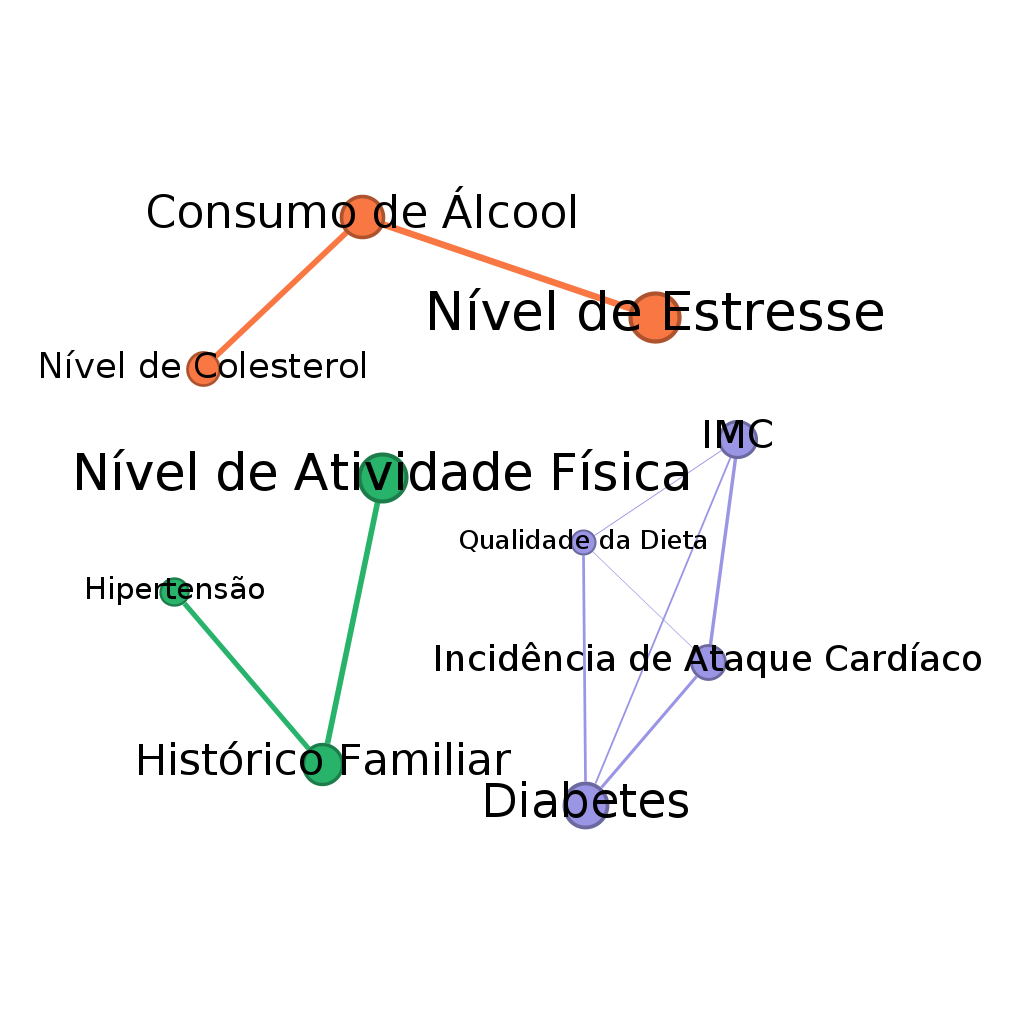 Consumo de Álcool
Nível de Estresse
Nível de Colesterol
IMC
Nível de Atividade Física
Qualidade da Dieta
Hipertensão
Incidência de Ataque Cardíaco
Histórico Familiar
Diabetes